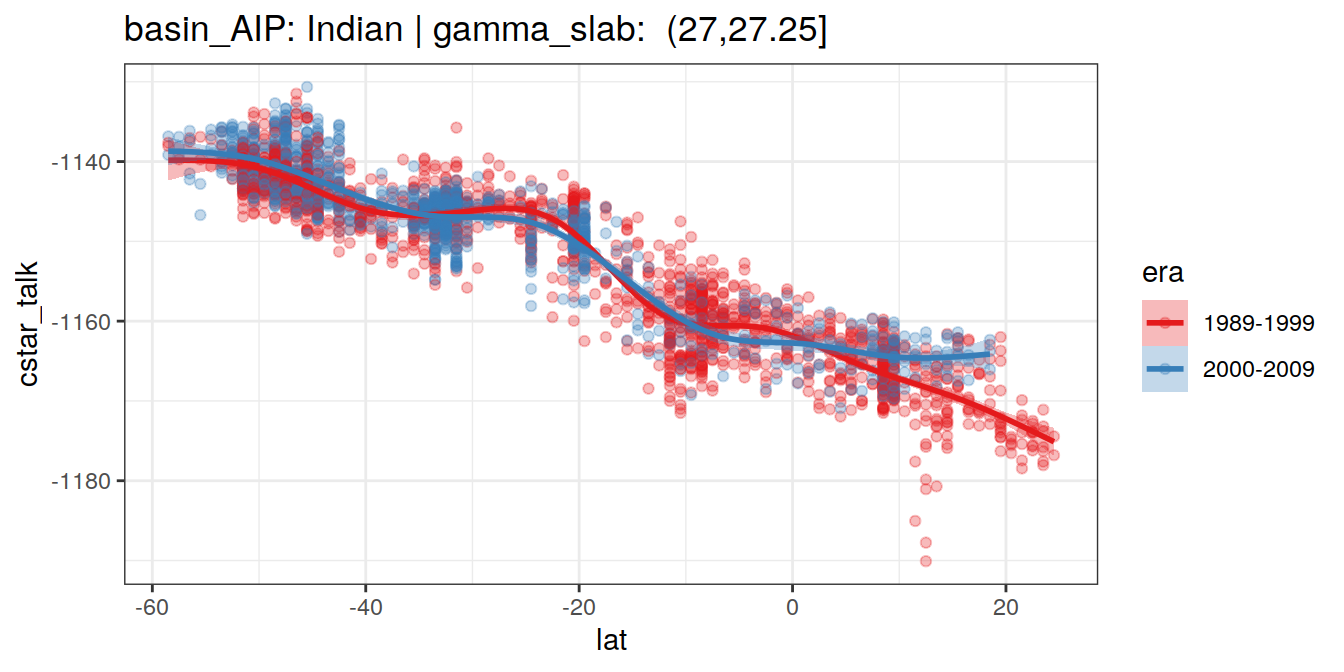 basin_AIP: Indian | gamma_slab:  (27,27.25]
cstar_talk
-1140
-1160
-1180
-60
-40
-20
0
20
lat
era
1989-1999
2000-2009